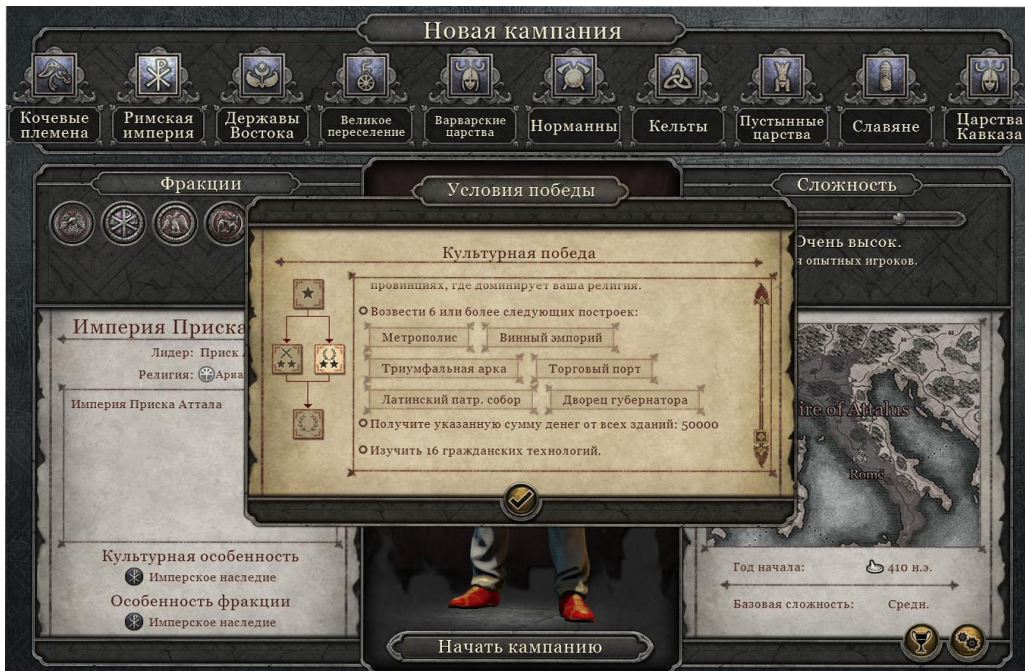 Новая кампания
Кочевые
племена
Римская
империя
Державы
Востока
Великое
переселение
Варварские
царства
Норманны
Кельты
Пустынные
царства
Славяне
Царства
Кавказа
Фракции
Условия победы
Сложность
Очень высок.
опытных игроков.
Культурная победа
провинциях, где доминирует ваша религия.
Возвести 6 или более следующих построек:
Метрополис
Винный эмпорий
Триумфальная арка
Торговый порт
Латинский патр. собор
Дворец губернатора
Получите указанную сумму денег от всех зданий: 50000
Изучить 16 гражданских технологий.
Империя Приска
Лидер: Приск
Религия: Ариа
Империя Приска Аттала
Культурная особенность
Имперское наследие
Особенность фракции
Имперское наследие
ire of Attalus
Rome
Год начала: 410 н.э.
Базовая сложность: Средн.
Начать кампанию